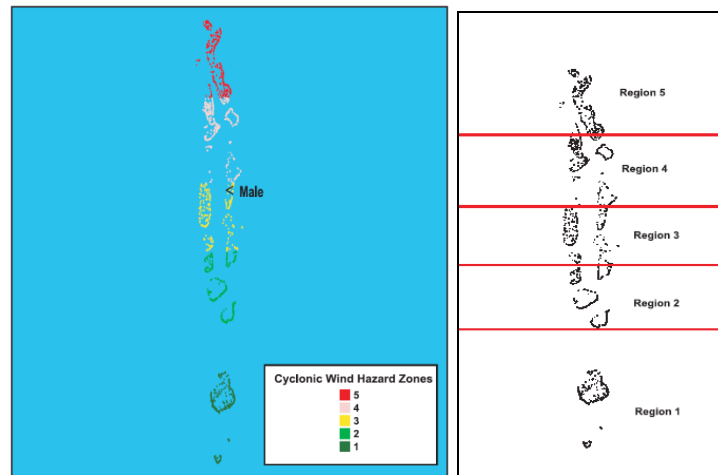 Male
Cyclonic Wind Hazard Zones
5
4
3
2
1
Region 5
Region 4
Region 3
Region 2
Region 1